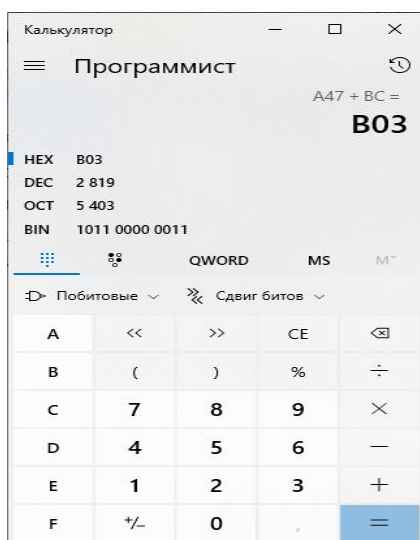 Калькулятор
Программист
A47 + BC =
B03
HEX B03
DEC 2 819
OCT 5 403
BIN 1011 0000 0011
QWORD MS M˅
Побитовые Сдвиг битов
A << >> CE
B ( ) % ÷
C 7 8 9 ×
D 4 5 6 −
E 1 2 3 +
F +/− 0 , =